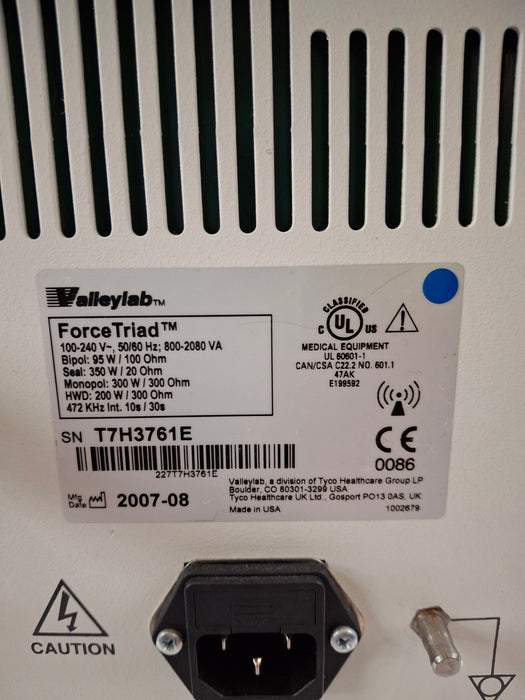 Valleylab™
ForceTriad™
100-240 V~, 50/60 Hz; 800-2080 VA
Bipol: 95 W / 100 Ohm
Seal: 350 W / 20 Ohm
Monopol: 300 W / 300 Ohm
HWD: 200 W / 300 Ohm
472 KHz Int. 10s / 30s
CLASSIFIED
C UL US
MEDICAL EQUIPMENT
UL 60601-1
CAN/CSA C22.2 NO. 601.1
47AK
E199592
SN T7H3761E
227T7H3761E
CE
0086
Mfg Date 2007-08
Valleylab, a division of Tyco Healthcare Group LP
Boulder, CO 80301-3299 USA
Tyco Healthcare UK Ltd., Gosport PO13 0AS, UK
Made in USA 1002679
CAUTION